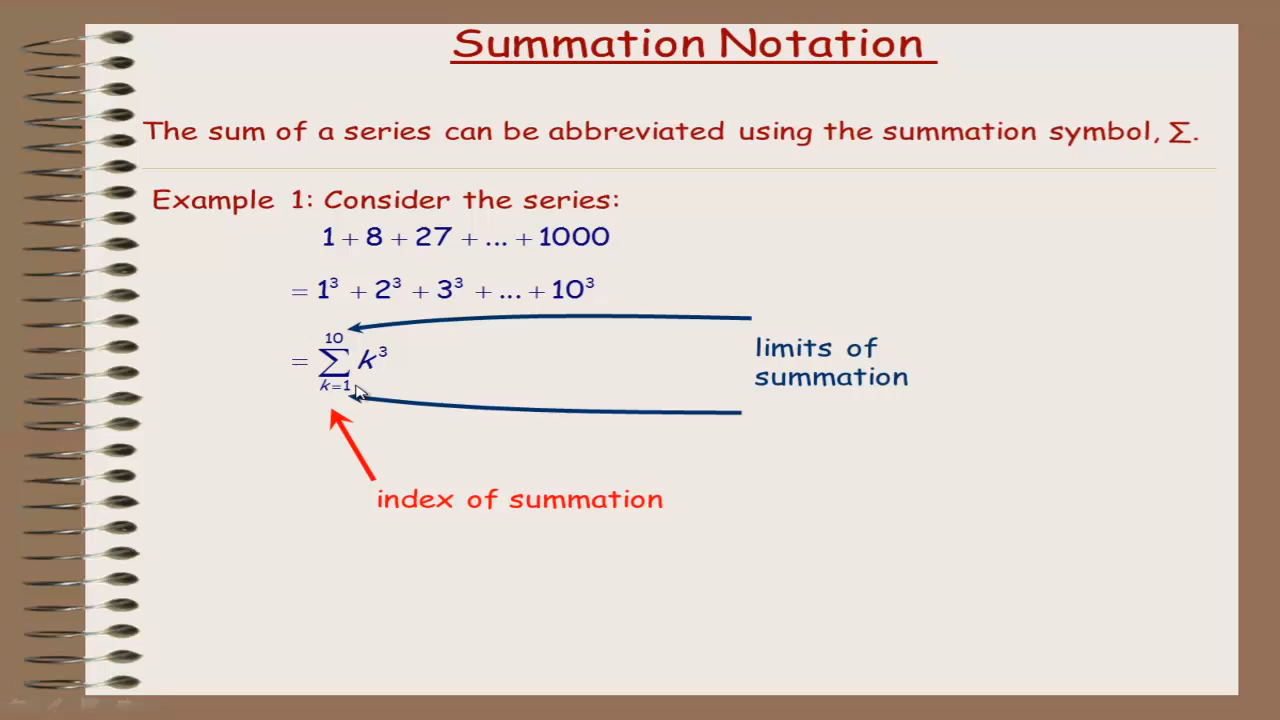 Summation Notation
The sum of a series can be abbreviated using the summation symbol, Σ.
Example 1: Consider the series:
1 + 8 + 27 + ... + 1000
= 1³ + 2³ + 3³ + ... + 10³
10
= ∑ k³
k=1
limits of
summation
index of summation